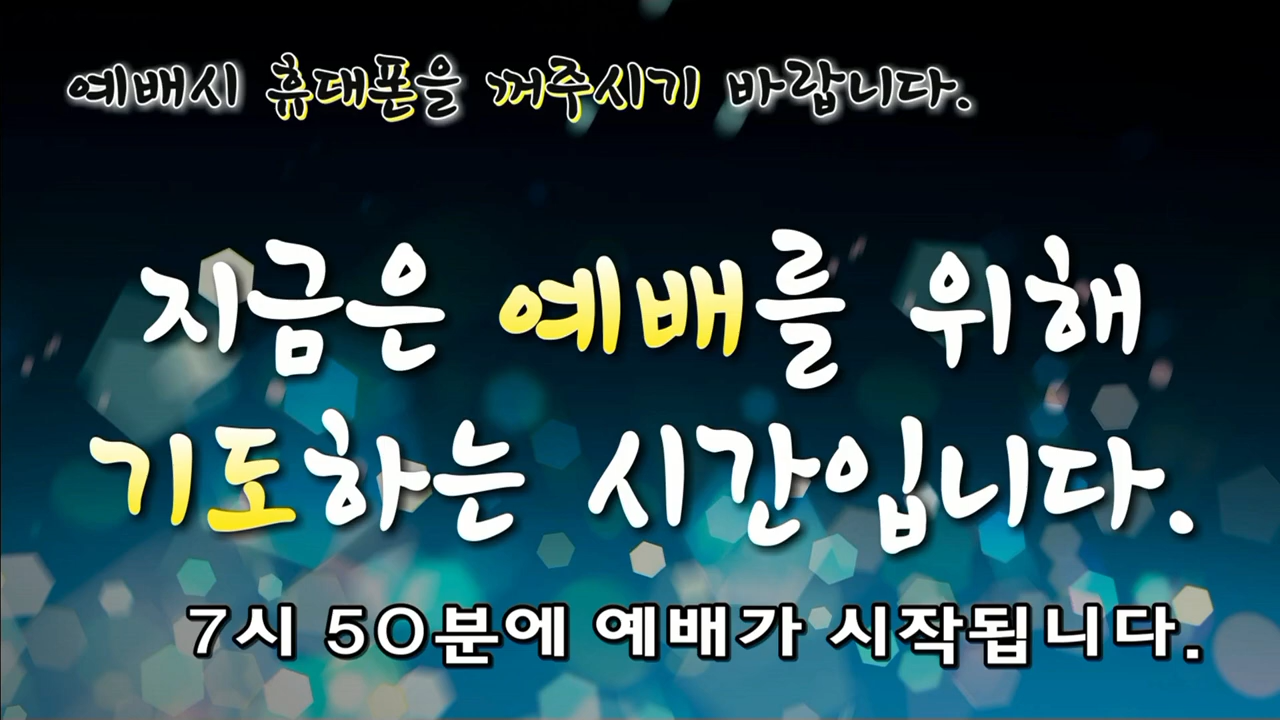 예배시 휴대폰을 꺼주시기 바랍니다.
지금은 예배를 위해
기도하는 시간입니다.
7시 50분에 예배가 시작됩니다.